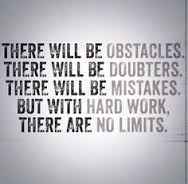 THERE WILL BE OBSTACLES.
THERE WILL BE DOUBTERS.
THERE WILL BE MISTAKES.
BUT WITH HARD WORK,
THERE ARE NO LIMITS.